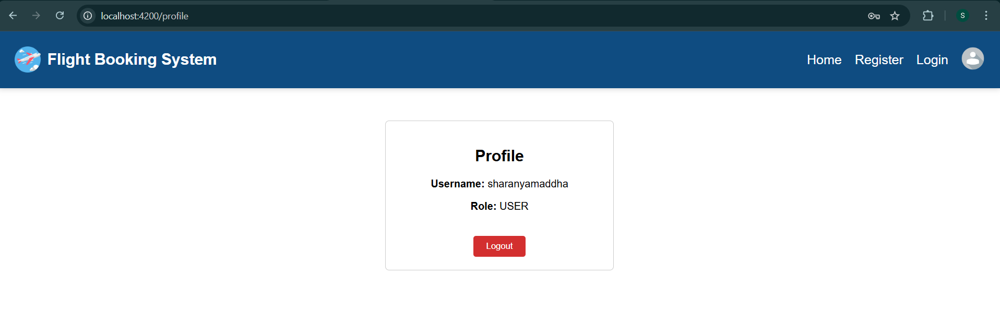 localhost:4200/profile
S
Flight Booking System
Home Register Login
Profile
Username: sharanyamaddha
Role: USER
Logout